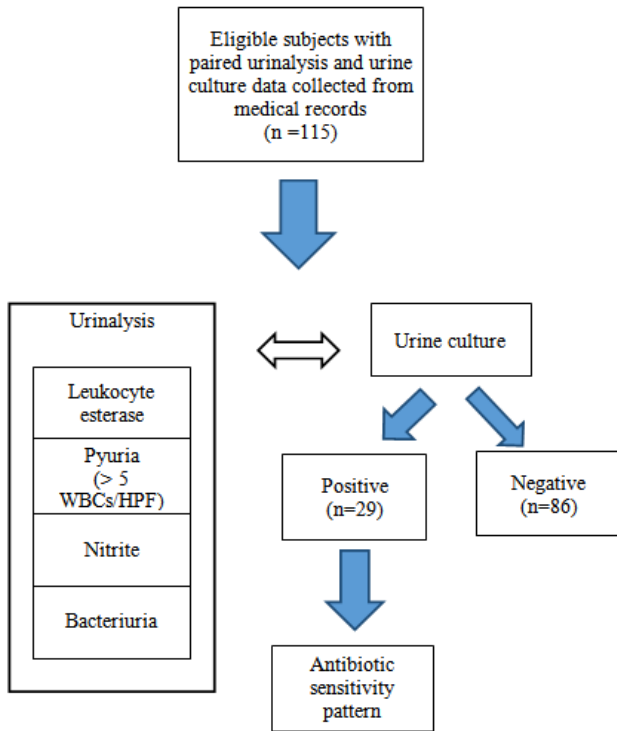 Eligible subjects with
paired urinalysis and urine
culture data collected from
medical records
(n =115)
Urinalysis
Leukocyte
esterase
Pyuria
(> 5
WBCs/HPF)
Nitrite
Bacteriuria
Urine culture
Positive
(n=29)
Negative
(n=86)
Antibiotic
sensitivity
pattern